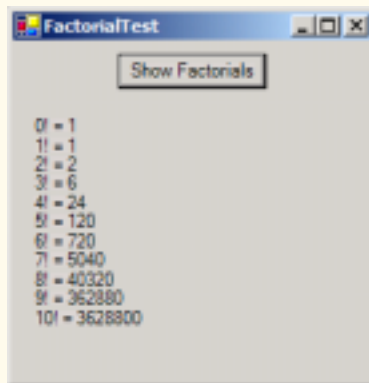 FactorialTest
Show Factorials
0! = 1
1! = 1
2! = 2
3! = 6
4! = 24
5! = 120
6! = 720
7! = 5040
8! = 40320
9! = 362880
10! = 3628800